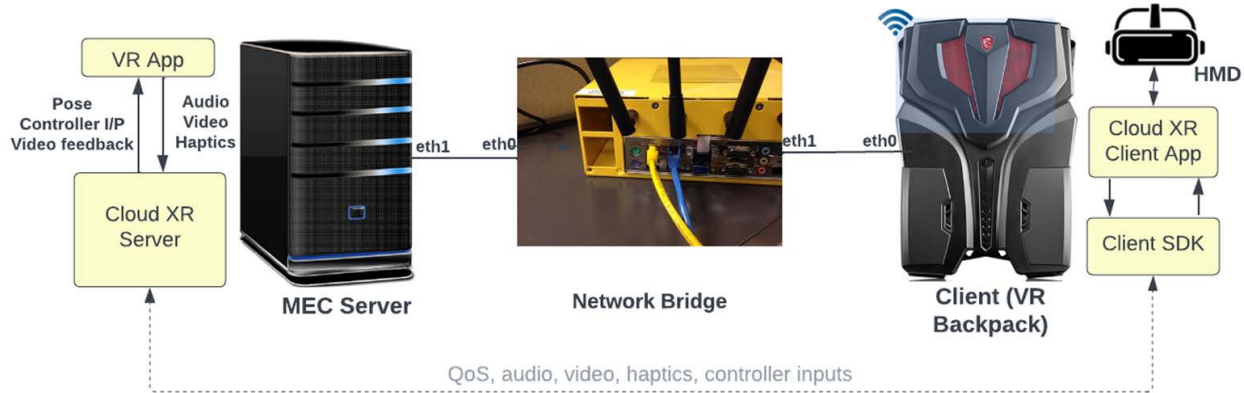 VR App
Pose
Controller I/P
Video feedback
Audio
Video
Haptics
Cloud XR
Server
MEC Server
eth1
eth0
Network Bridge
eth1
eth0
Client (VR
Backpack)
HMD
Cloud XR
Client App
Client SDK
QoS, audio, video, haptics, controller inputs